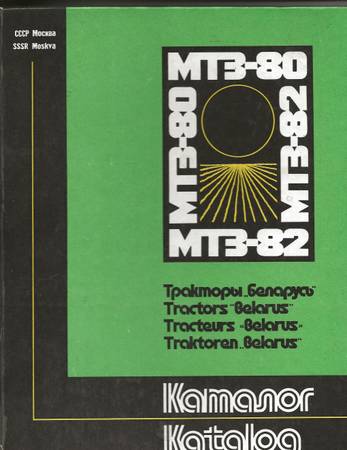 СССР Москва
SSSR Moskva
МТЗ-80
МТЗ-80
МТЗ-82
МТЗ-82
Тракторы „Беларусь"
Tractors "Belarus"
Tracteurs «Belarus»
Traktoren „Belarus"
Каталог
Katalog